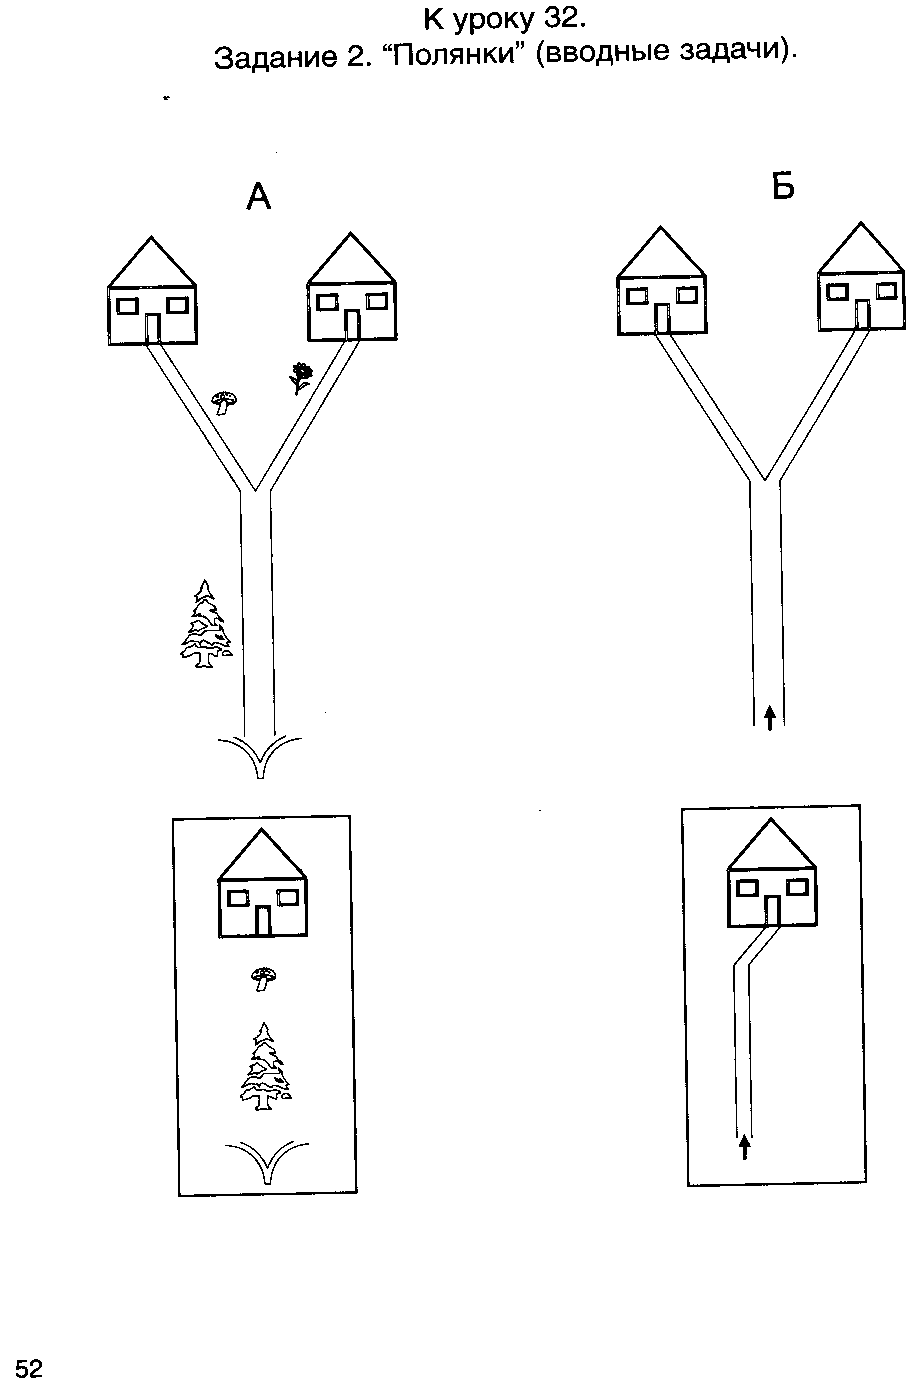 К уроку 32.
Задание 2. “Полянки” (вводные задачи).
А
Б
52